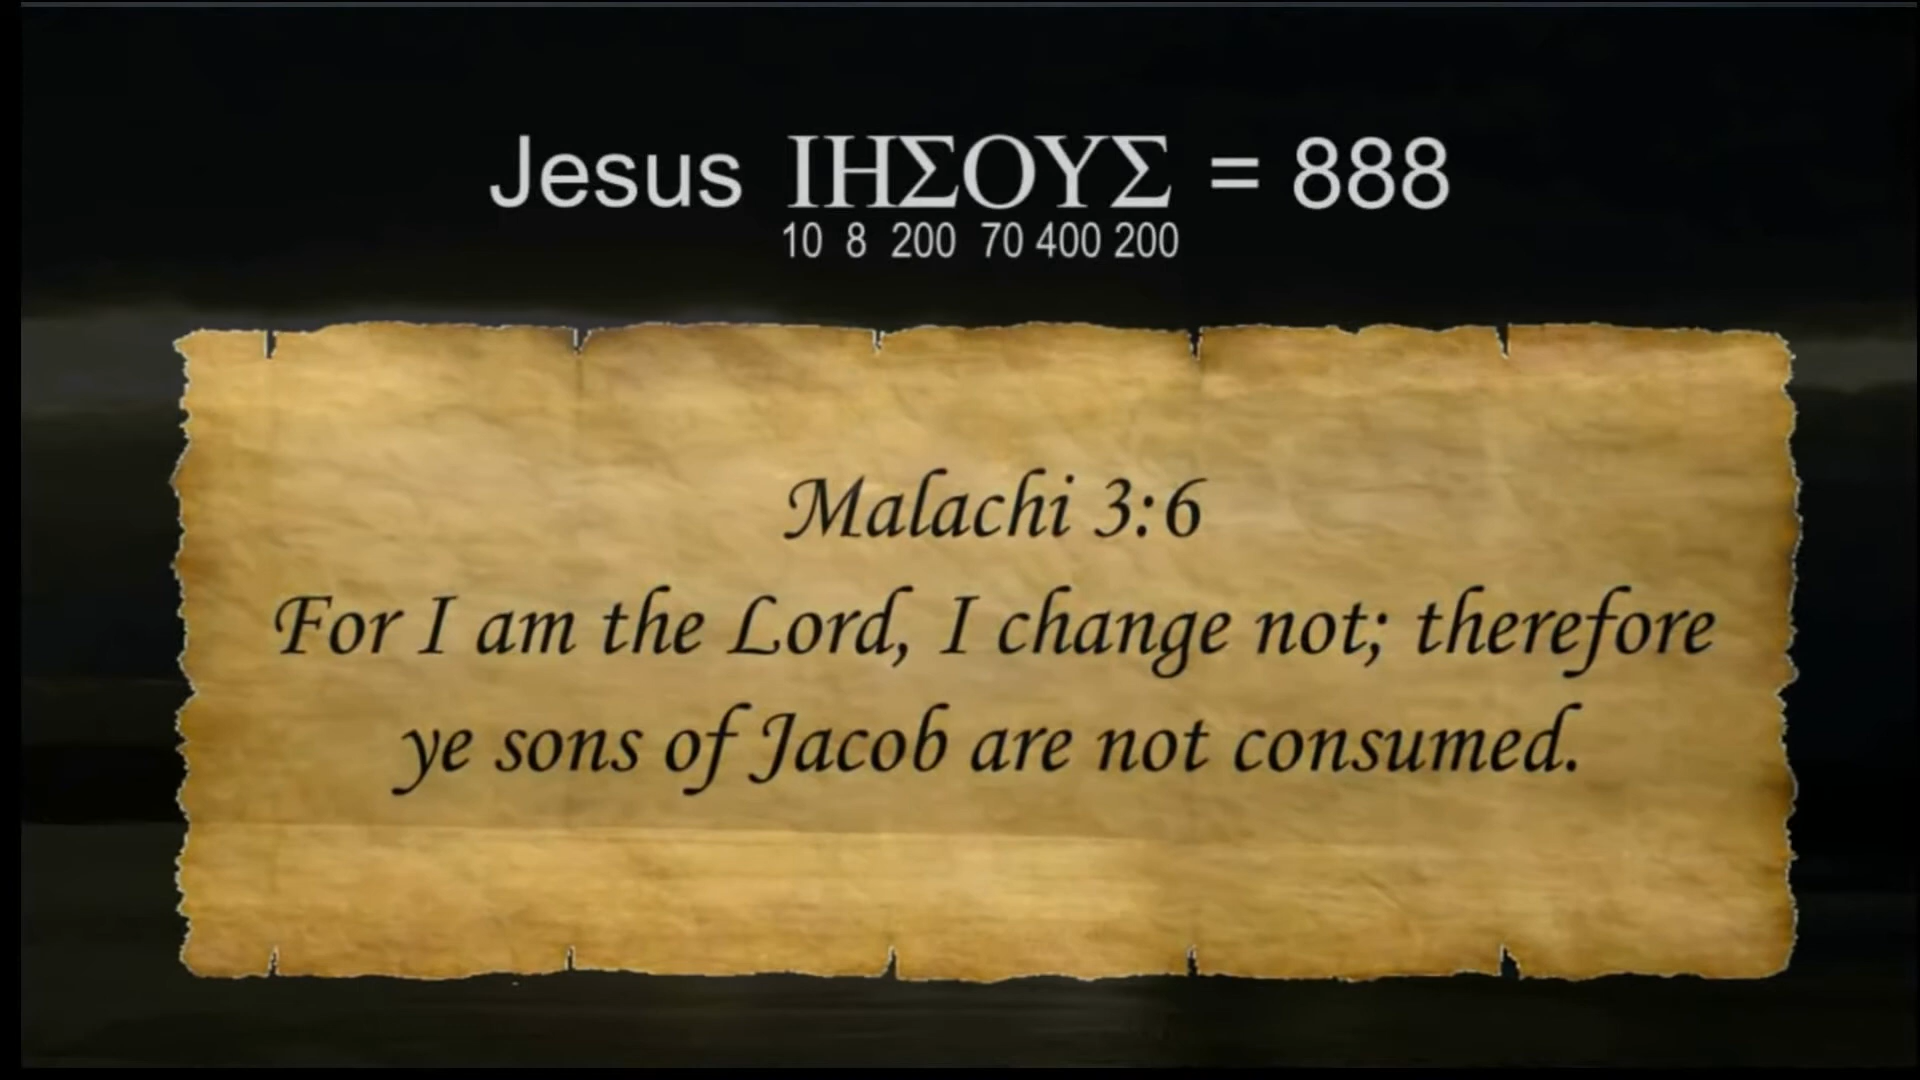 Jesus ΙΗΣΟΥΣ = 888
10 8 200 70 400 200
Malachi 3:6
For I am the Lord, I change not; therefore
ye sons of Jacob are not consumed.